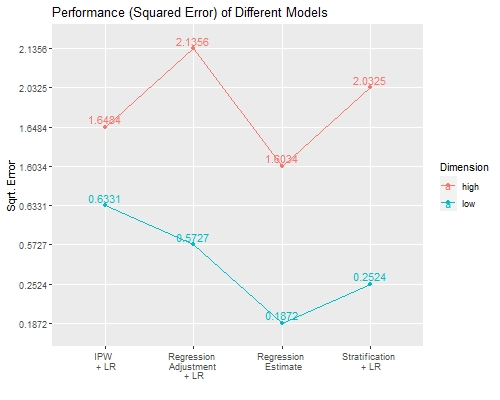 Performance (Squared Error) of Different Models
Sqrt. Error
2.1356
2.0325
1.6484
1.6034
0.6331
0.5727
0.2524
0.1872
1.6484
2.1356
1.6034
2.0325
0.6331
0.5727
0.1872
0.2524
IPW
+ LR
Regression
Adjustment
+ LR
Regression
Estimate
Stratification
+ LR
Dimension
a high
a low